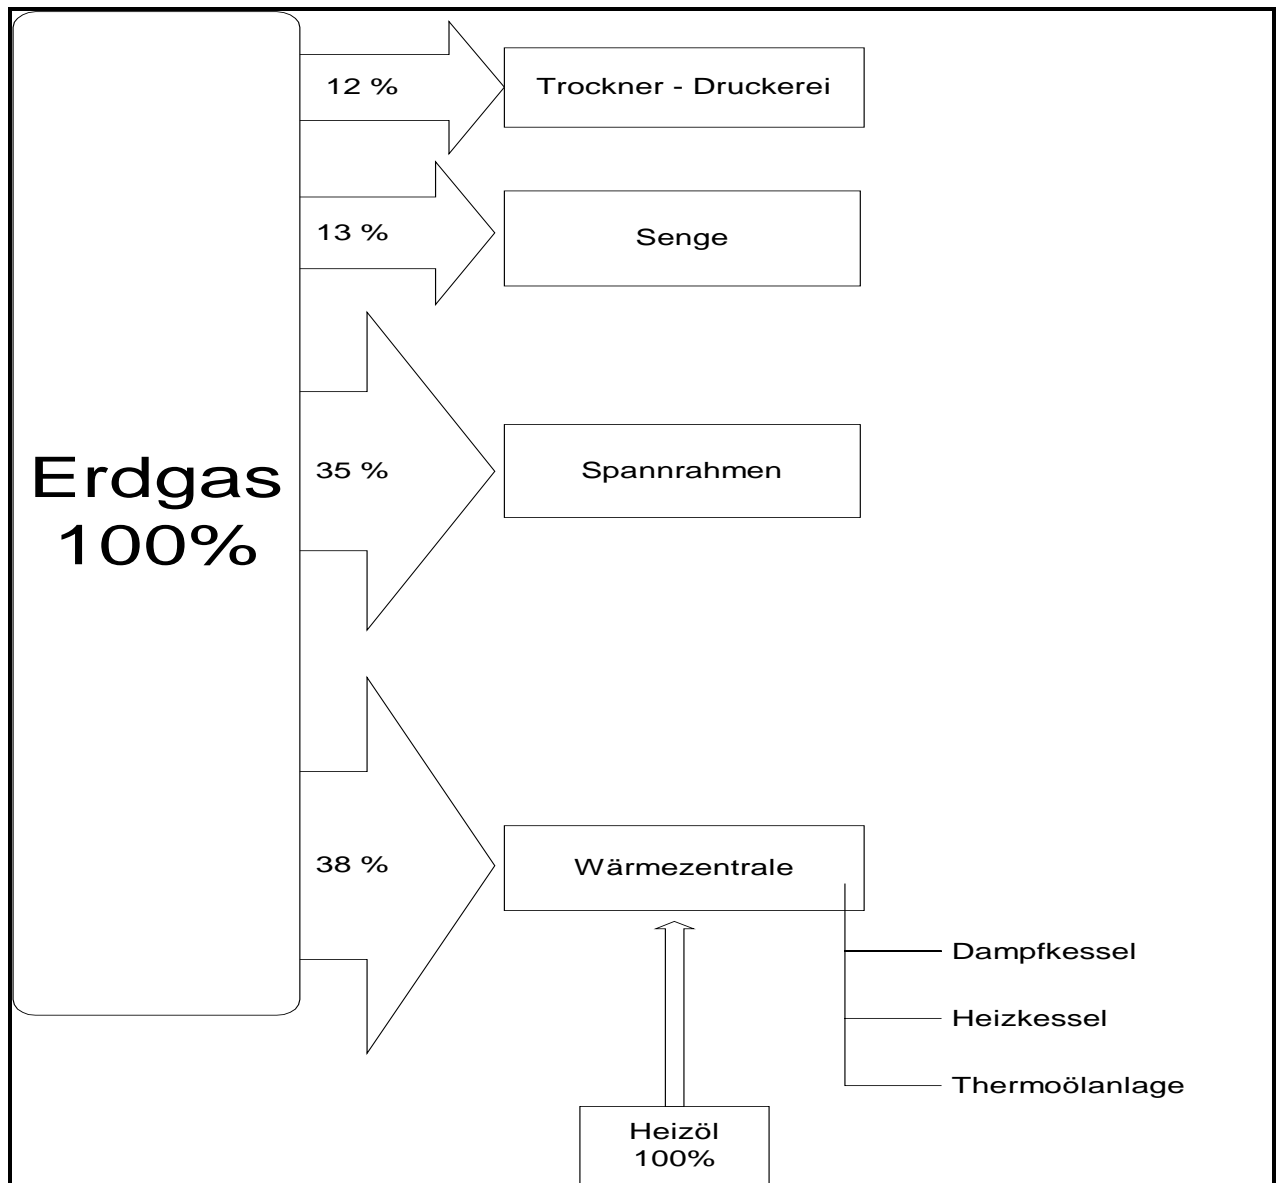 12 %
Trockner - Druckerei
13 %
Senge
Erdgas
100%
35 %
Spannrahmen
38 %
Wärmezentrale
Dampfkessel
Heizkessel
Thermoölanlage
Heizöl
100%